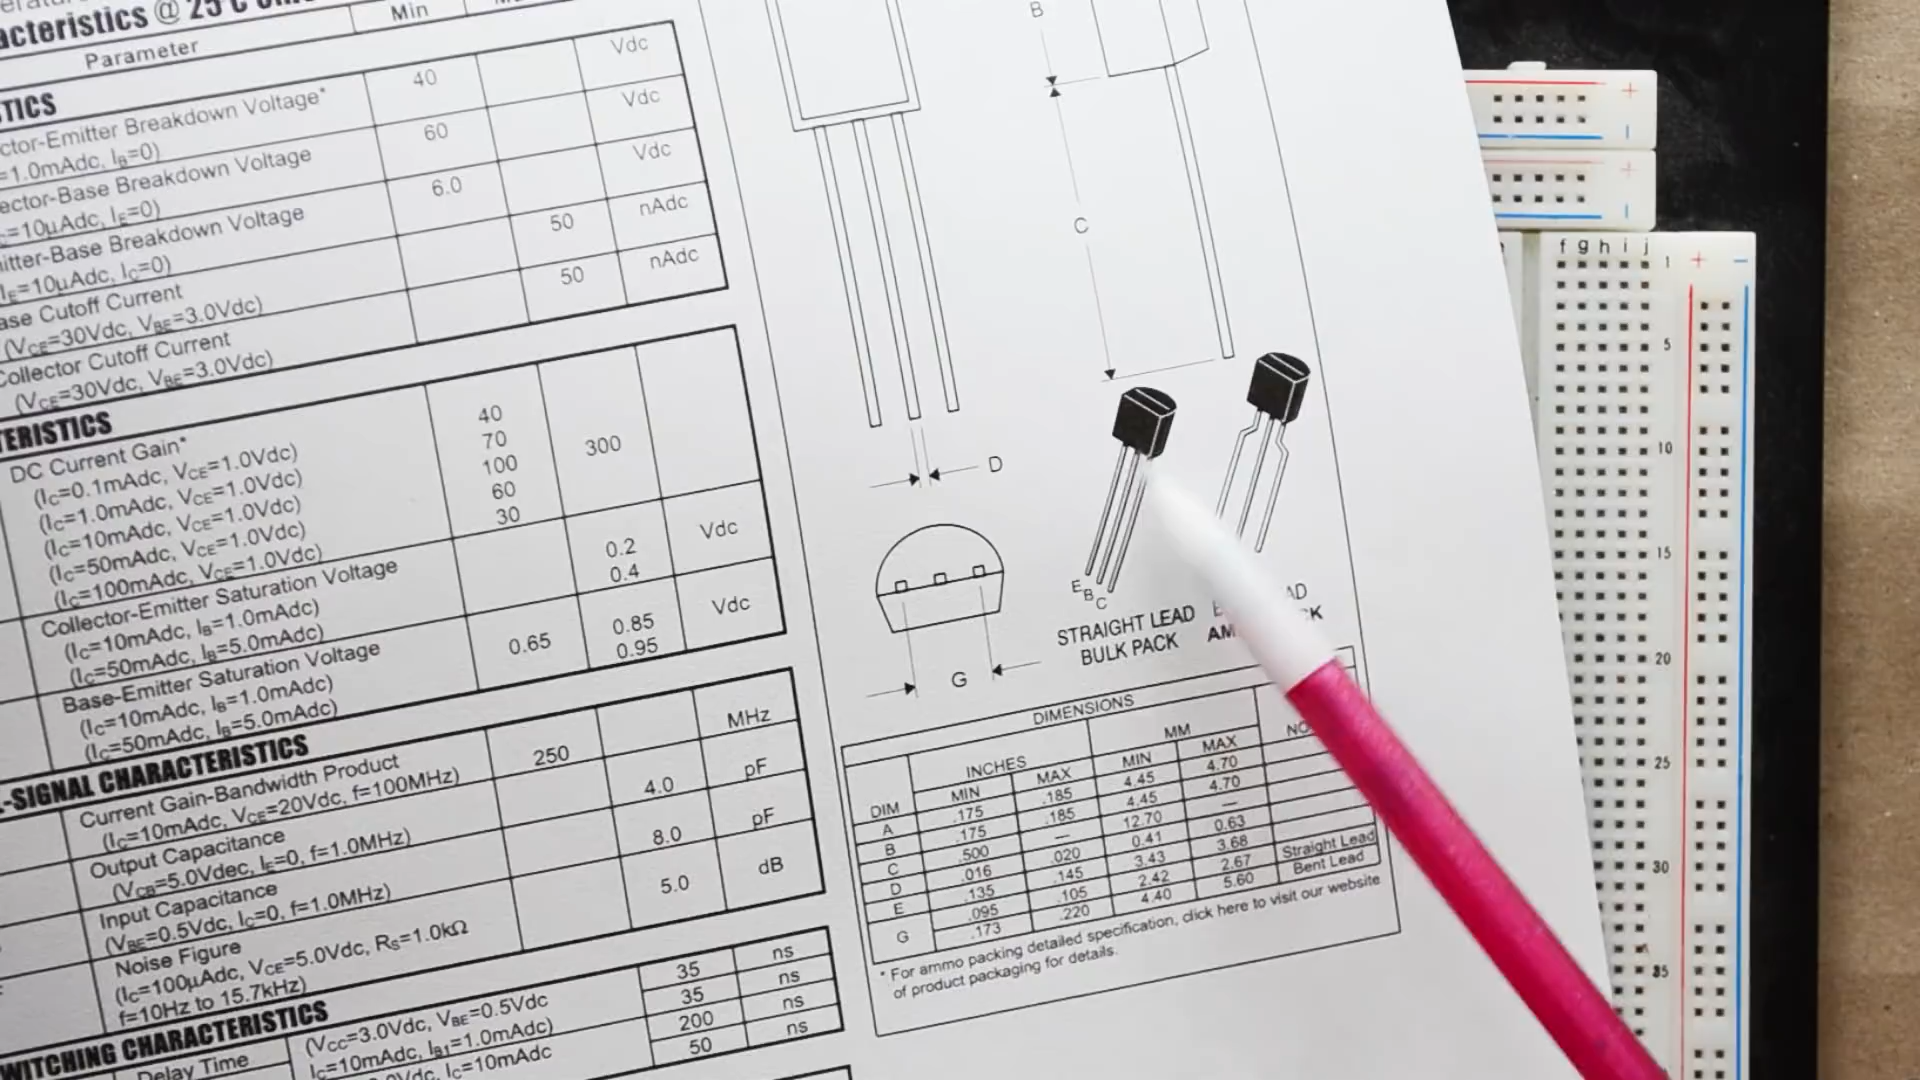 acteristics @ 25°C
Parameter
Min
TICS
ctor-Emitter Breakdown Voltage*
=1.0mAdc, IB=0)
40
Vdc
ector-Base Breakdown Voltage
C=10µAdc, IE=0)
60
Vdc
itter-Base Breakdown Voltage
IE=10µAdc, IC=0)
6.0
Vdc
ase Cutoff Current
(VCE=30Vdc, VBE=3.0Vdc)
50
nAdc
Collector Cutoff Current
(VCE=30Vdc, VBE=3.0Vdc)
50
nAdc
TERISTICS
DC Current Gain*
(IC=0.1mAdc, VCE=1.0Vdc)
(IC=1.0mAdc, VCE=1.0Vdc)
(IC=10mAdc, VCE=1.0Vdc)
(IC=50mAdc, VCE=1.0Vdc)
(IC=100mAdc, VCE=1.0Vdc)
40
70
100
60
30
300
Collector-Emitter Saturation Voltage
(IC=10mAdc, IB=1.0mAdc)
(IC=50mAdc, IB=5.0mAdc)
0.2
0.4
Vdc
Base-Emitter Saturation Voltage
(IC=10mAdc, IB=1.0mAdc)
(IC=50mAdc, IB=5.0mAdc)
0.65
0.85
0.95
Vdc
L-SIGNAL CHARACTERISTICS
Current Gain-Bandwidth Product
(IC=10mAdc, VCE=20Vdc, f=100MHz)
250
MHz
Output Capacitance
(VCB=5.0Vdec, IE=0, f=1.0MHz)
4.0
pF
Input Capacitance
(VBE=0.5Vdc, IC=0, f=1.0MHz)
8.0
pF
Noise Figure
(IC=100µAdc, VCE=5.0Vdc, RS=1.0kΩ
f=10Hz to 15.7kHz)
5.0
dB
WITCHING CHARACTERISTICS
Delay Time
(VCC=3.0Vdc, VBE=0.5Vdc
IC=10mAdc, IB1=1.0mAdc)
IC=10mAdc
35
35
200
50
ns
ns
ns
ns
B
C
D
G
E
B
C
STRAIGHT LEAD
BULK PACK
DIMENSIONS
INCHES
MM
DIM
MIN
MAX
MIN
MAX
A
.175
.185
4.45
4.70
B
.175
.185
4.45
4.70
C
.500
—
12.70
—
D
.016
.020
0.41
0.63
E
.135
.145
3.43
3.68
G
.095
.105
2.42
2.67
Straight Lead
.173
.220
4.40
5.60
Bent Lead
* For ammo packing detailed specification, click here to visit our website
of product packaging for details.
+
+
f g h i j
+ −
1
5
10
15
20
25
30
35